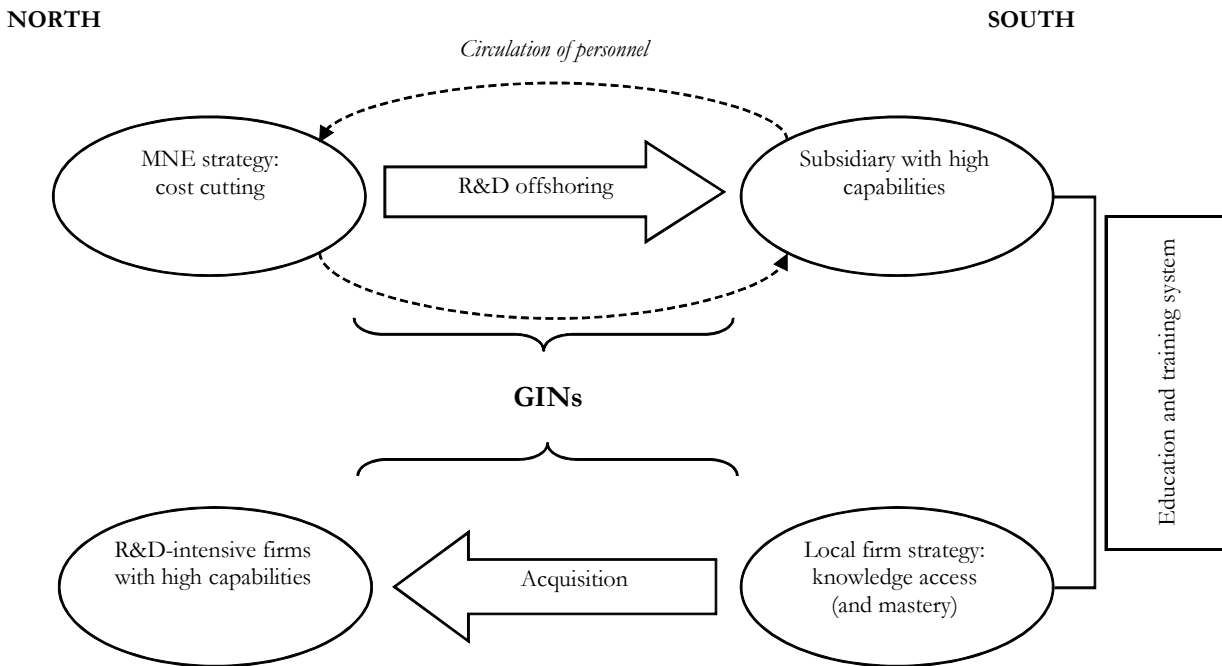 NORTH
SOUTH
Circulation of personnel
MNE strategy:
cost cutting
R&D offshoring
Subsidiary with high
capabilities
Education and training system
GINs
R&D-intensive firms
with high capabilities
Acquisition
Local firm strategy:
knowledge access
(and mastery)